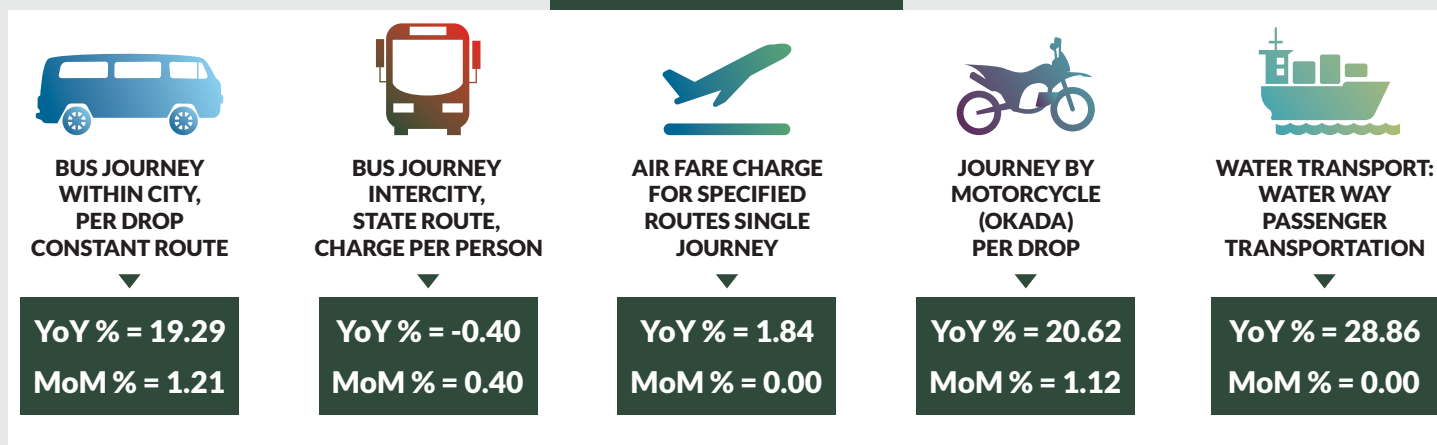 BUS JOURNEY
WITHIN CITY,
PER DROP
CONSTANT ROUTE
YoY % = 19.29
MoM % = 1.21
BUS JOURNEY
INTERCITY,
STATE ROUTE,
CHARGE PER PERSON
YoY % = -0.40
MoM % = 0.40
AIR FARE CHARGE
FOR SPECIFIED
ROUTES SINGLE
JOURNEY
YoY % = 1.84
MoM % = 0.00
JOURNEY BY
MOTORCYCLE
(OKADA)
PER DROP
YoY % = 20.62
MoM % = 1.12
WATER TRANSPORT:
WATER WAY
PASSENGER
TRANSPORTATION
YoY % = 28.86
MoM % = 0.00